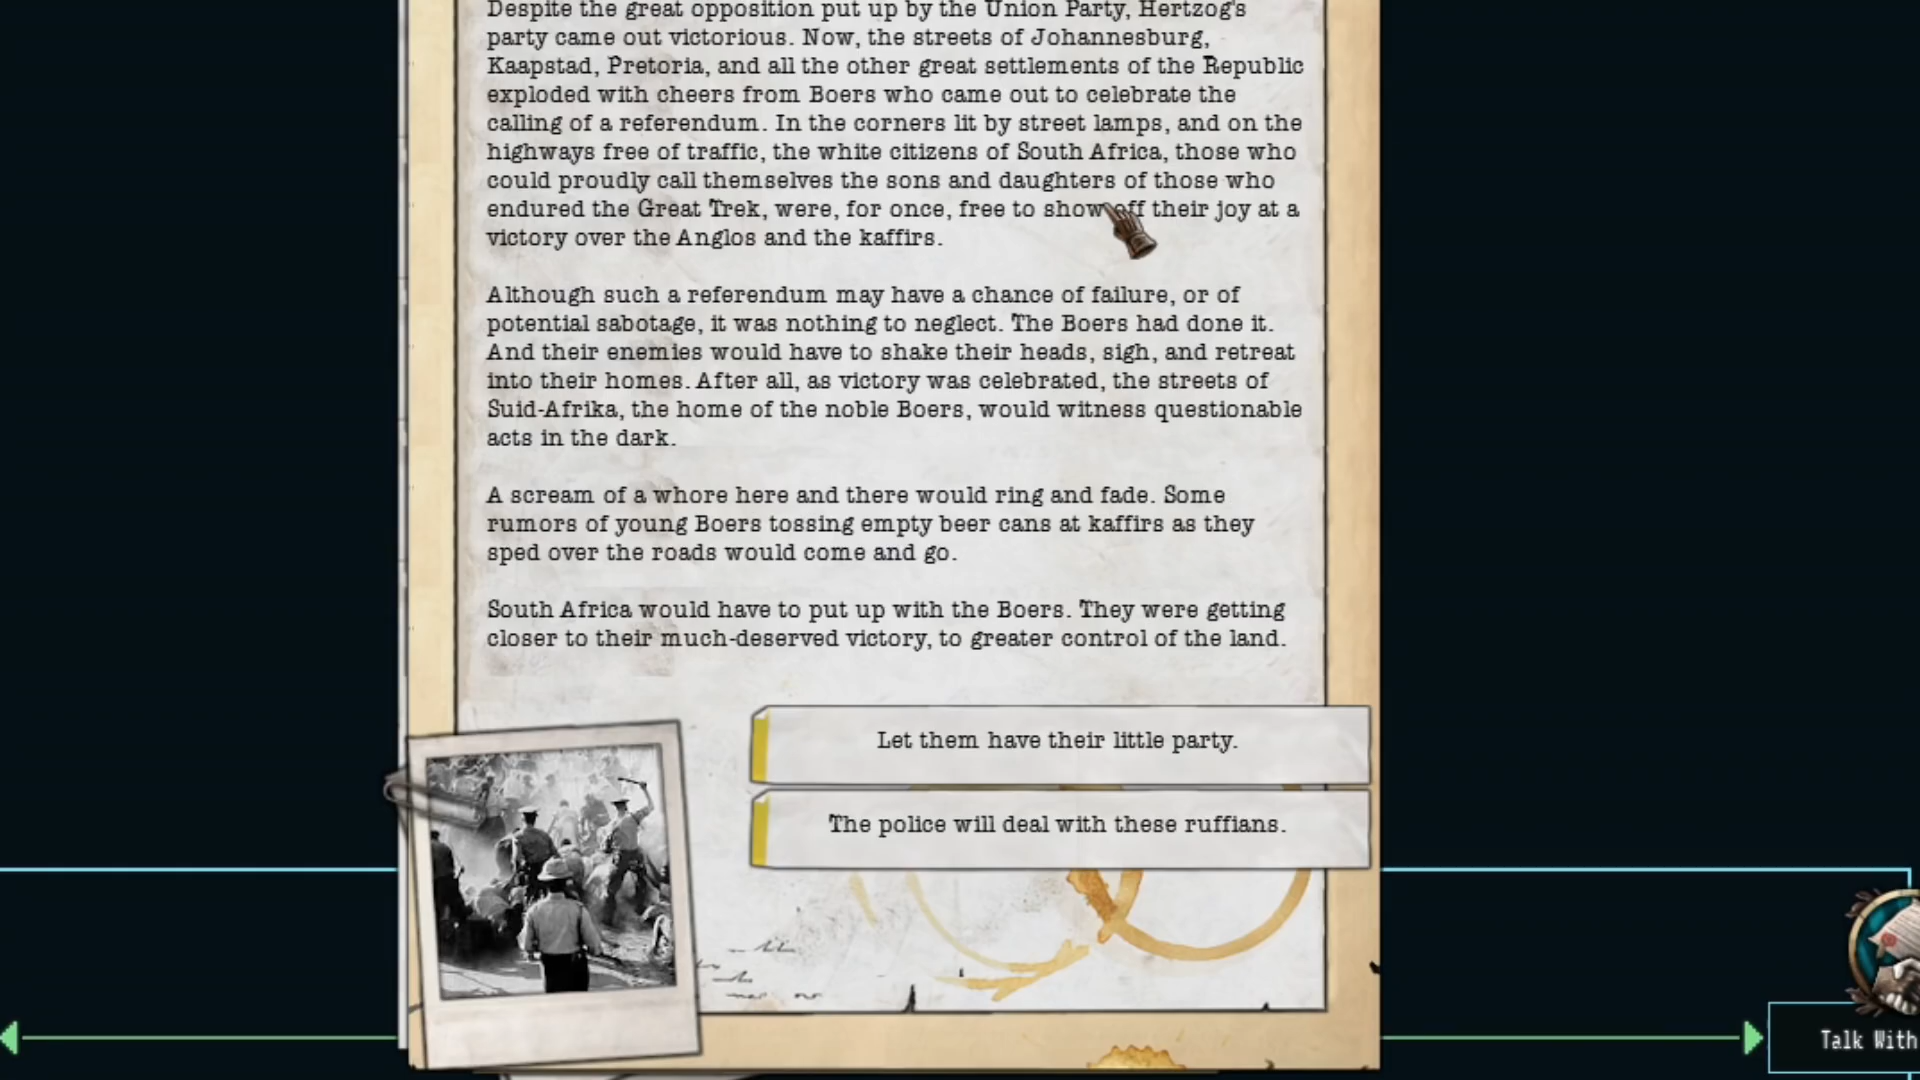 Despite the great opposition put up by the Union Party, Hertzog's
party came out victorious. Now, the streets of Johannesburg,
Kaapstad, Pretoria, and all the other great settlements of the Republic
exploded with cheers from Boers who came out to celebrate the
calling of a referendum. In the corners lit by street lamps, and on the
highways free of traffic, the white citizens of South Africa, those who
could proudly call themselves the sons and daughters of those who
endured the Great Trek, were, for once, free to show off their joy at a
victory over the Anglos and the kaffirs.
Although such a referendum may have a chance of failure, or of
potential sabotage, it was nothing to neglect. The Boers had done it.
And their enemies would have to shake their heads, sigh, and retreat
into their homes. After all, as victory was celebrated, the streets of
Suid-Afrika, the home of the noble Boers, would witness questionable
acts in the dark.
A scream of a whore here and there would ring and fade. Some
rumors of young Boers tossing empty beer cans at kaffirs as they
sped over the roads would come and go.
South Africa would have to put up with the Boers. They were getting
closer to their much-deserved victory, to greater control of the land.
Let them have their little party.
The police will deal with these ruffians.
Talk With